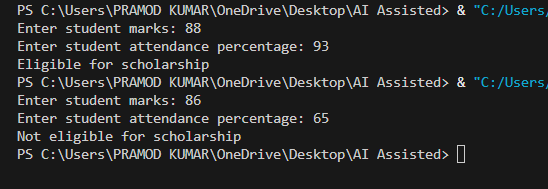 PS C:\Users\PRAMOD KUMAR\OneDrive\Desktop\AI Assisted> & "C:/Users/
Enter student marks: 88
Enter student attendance percentage: 93
Eligible for scholarship
PS C:\Users\PRAMOD KUMAR\OneDrive\Desktop\AI Assisted> & "C:/Users/
Enter student marks: 86
Enter student attendance percentage: 65
Not eligible for scholarship
PS C:\Users\PRAMOD KUMAR\OneDrive\Desktop\AI Assisted>